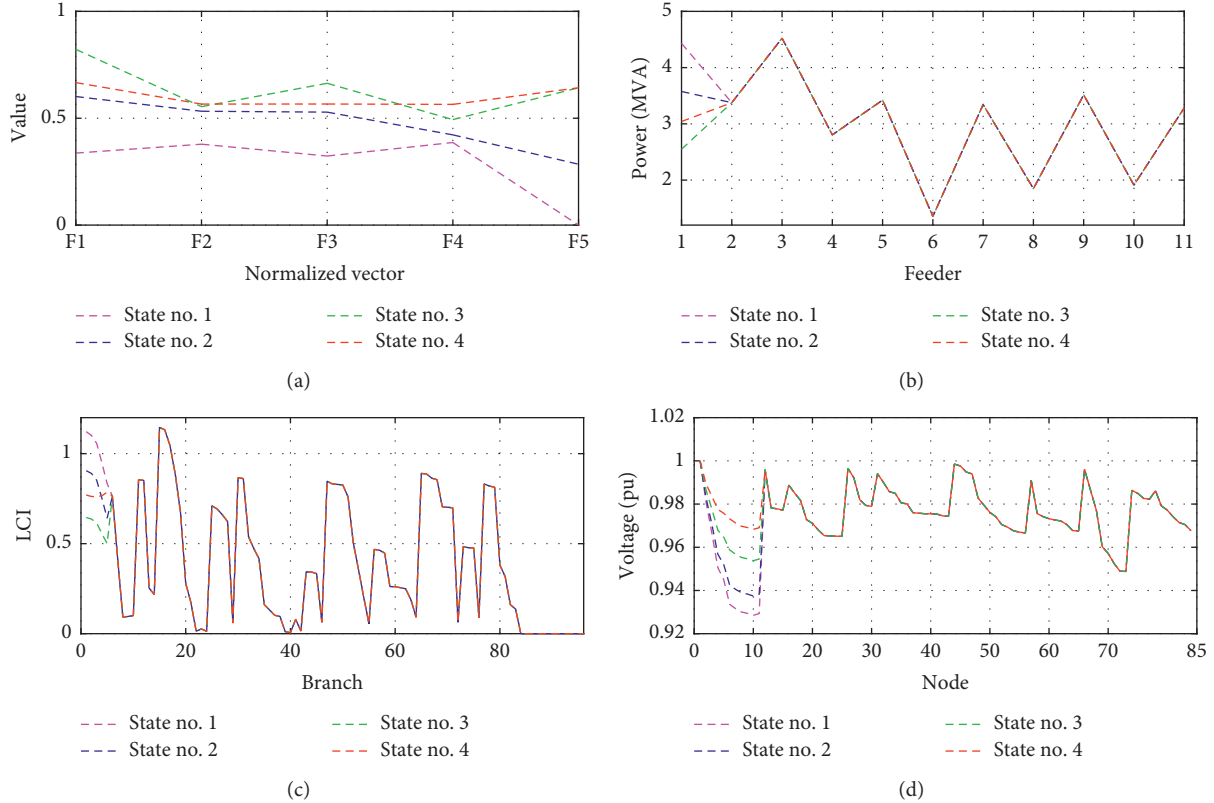 1
0.5
0
Value
F1 F2 F3 F4 F5
Normalized vector
State no. 1
State no. 2
State no. 3
State no. 4
(a)
5
4
3
2
Power (MVA)
1 2 3 4 5 6 7 8 9 10 11
Feeder
State no. 1
State no. 2
State no. 3
State no. 4
(b)
1
0.5
0
LCI
0 20 40 60 80
Branch
State no. 1
State no. 2
State no. 3
State no. 4
(c)
1.02
1
0.98
0.96
0.94
0.92
Voltage (pu)
0 10 20 30 40 50 60 70 85
Node
State no. 1
State no. 2
State no. 3
State no. 4
(d)